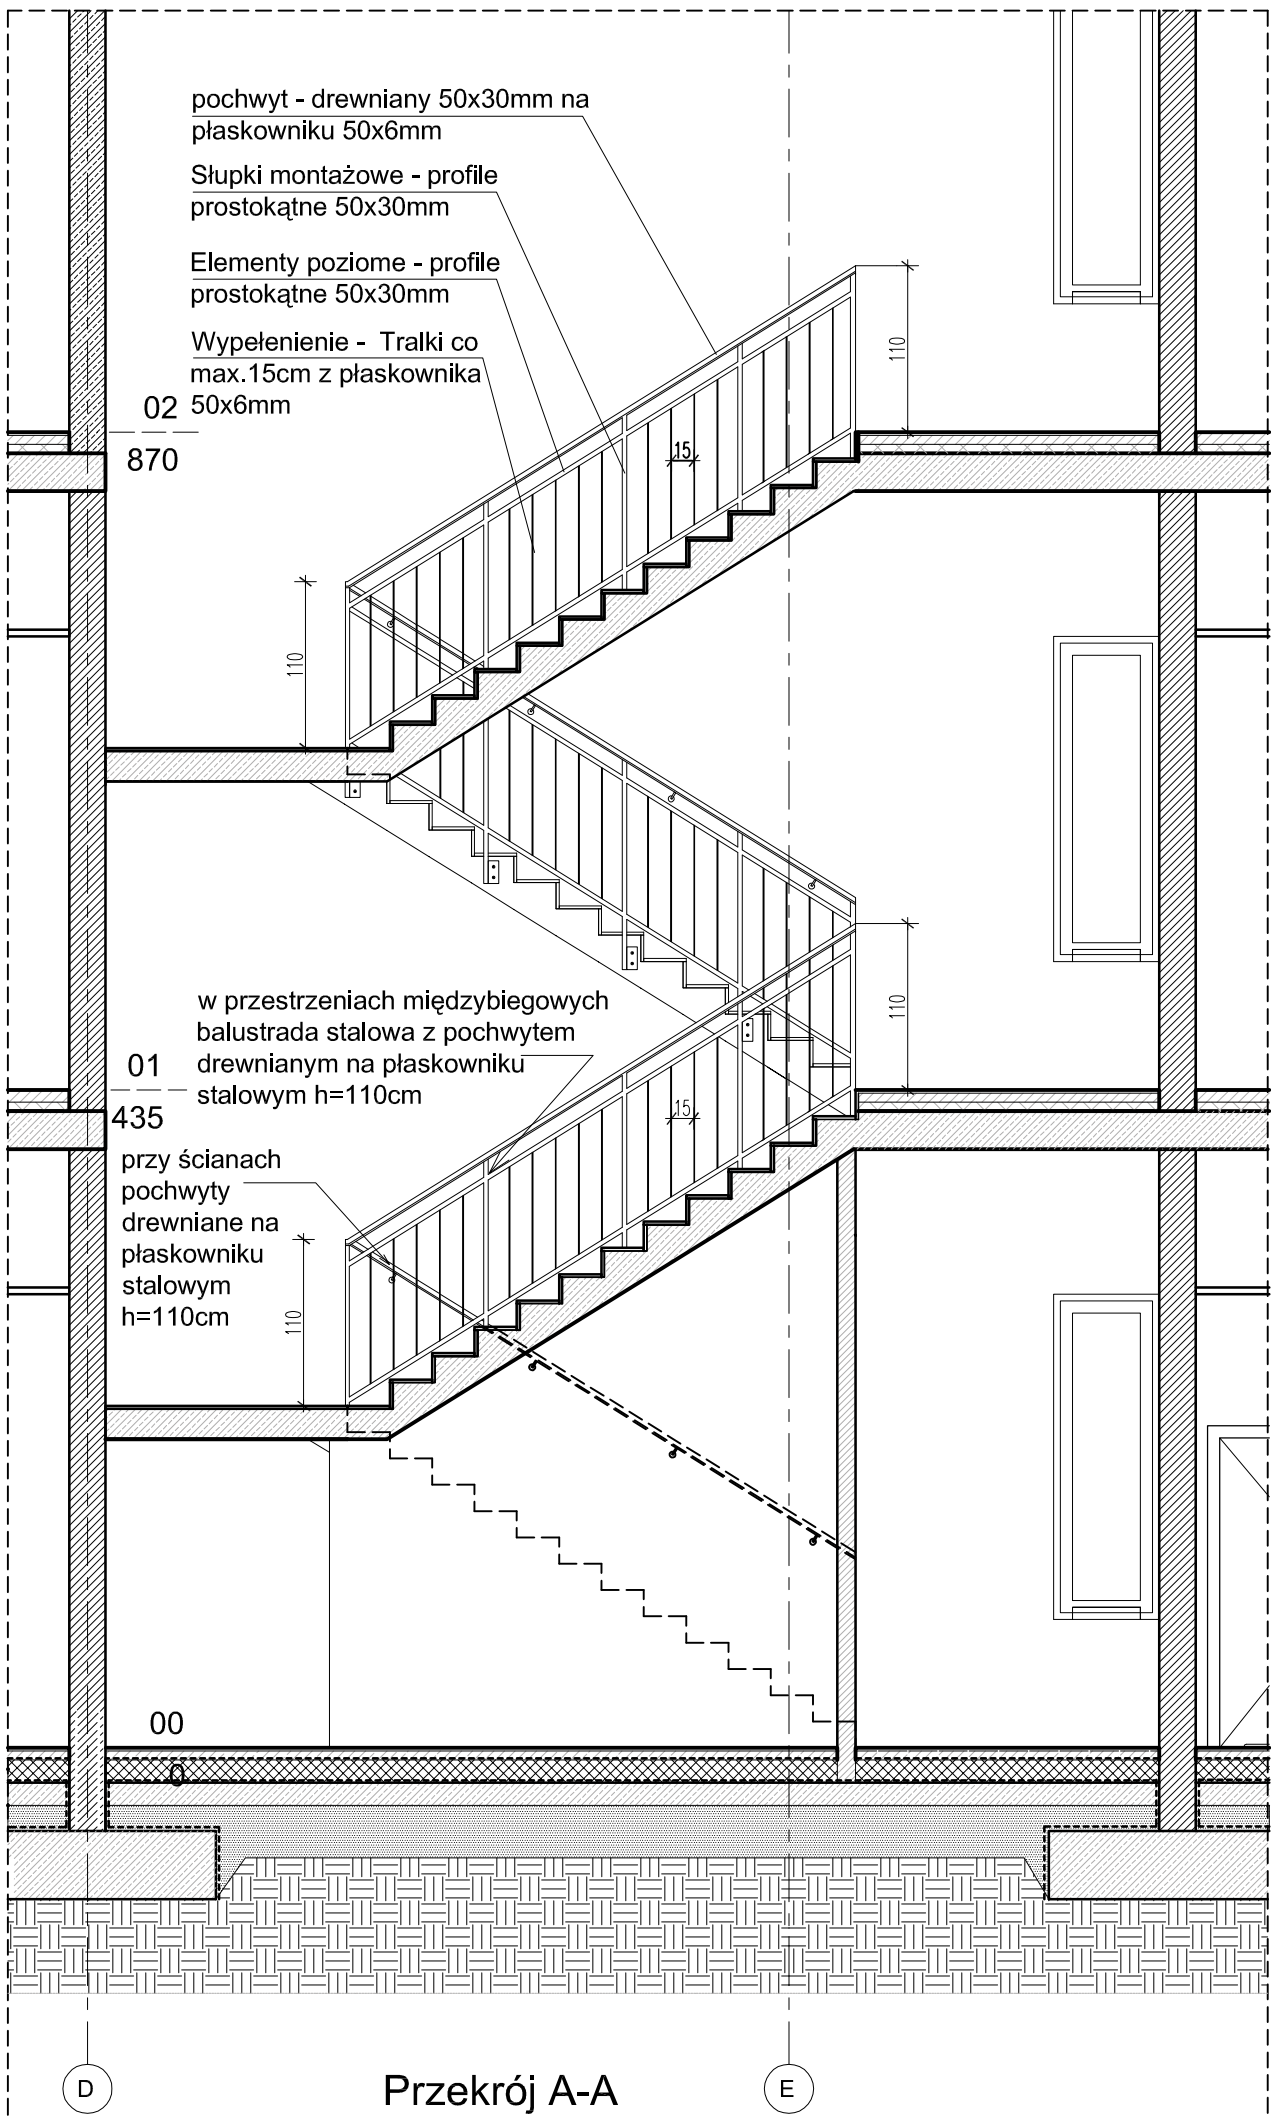 pochwyt - drewniany 50x30mm na
płaskowniku 50x6mm
Słupki montażowe - profile
prostokątne 50x30mm
Elementy poziome - profile
prostokątne 50x30mm
Wypełenienie - Tralki co
max.15cm z płaskownika
50x6mm
110
02
870
15
110
w przestrzeniach międzybiegowych
balustrada stalowa z pochwytem
drewnianym na płaskowniku
stalowym h=110cm
110
01
435
15
przy ścianach
pochwyty
drewniane na
płaskowniku
stalowym
h=110cm
110
00
0
D
Przekrój A-A
E